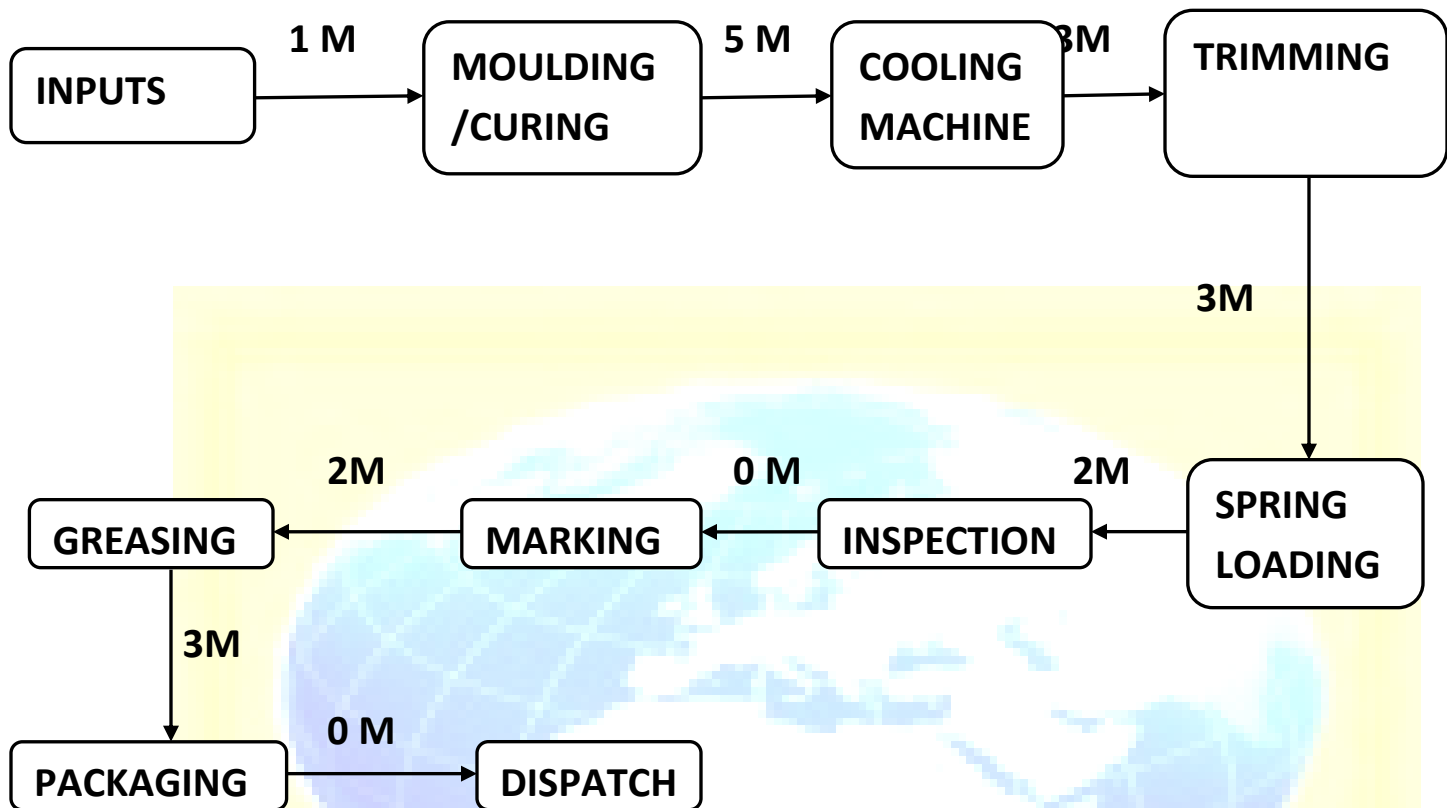 INPUTS
1 M
MOULDING
/CURING
5 M
COOLING
MACHINE
3M
TRIMMING
3M
SPRING
LOADING
2M
INSPECTION
0 M
MARKING
2M
GREASING
3M
PACKAGING
0 M
DISPATCH